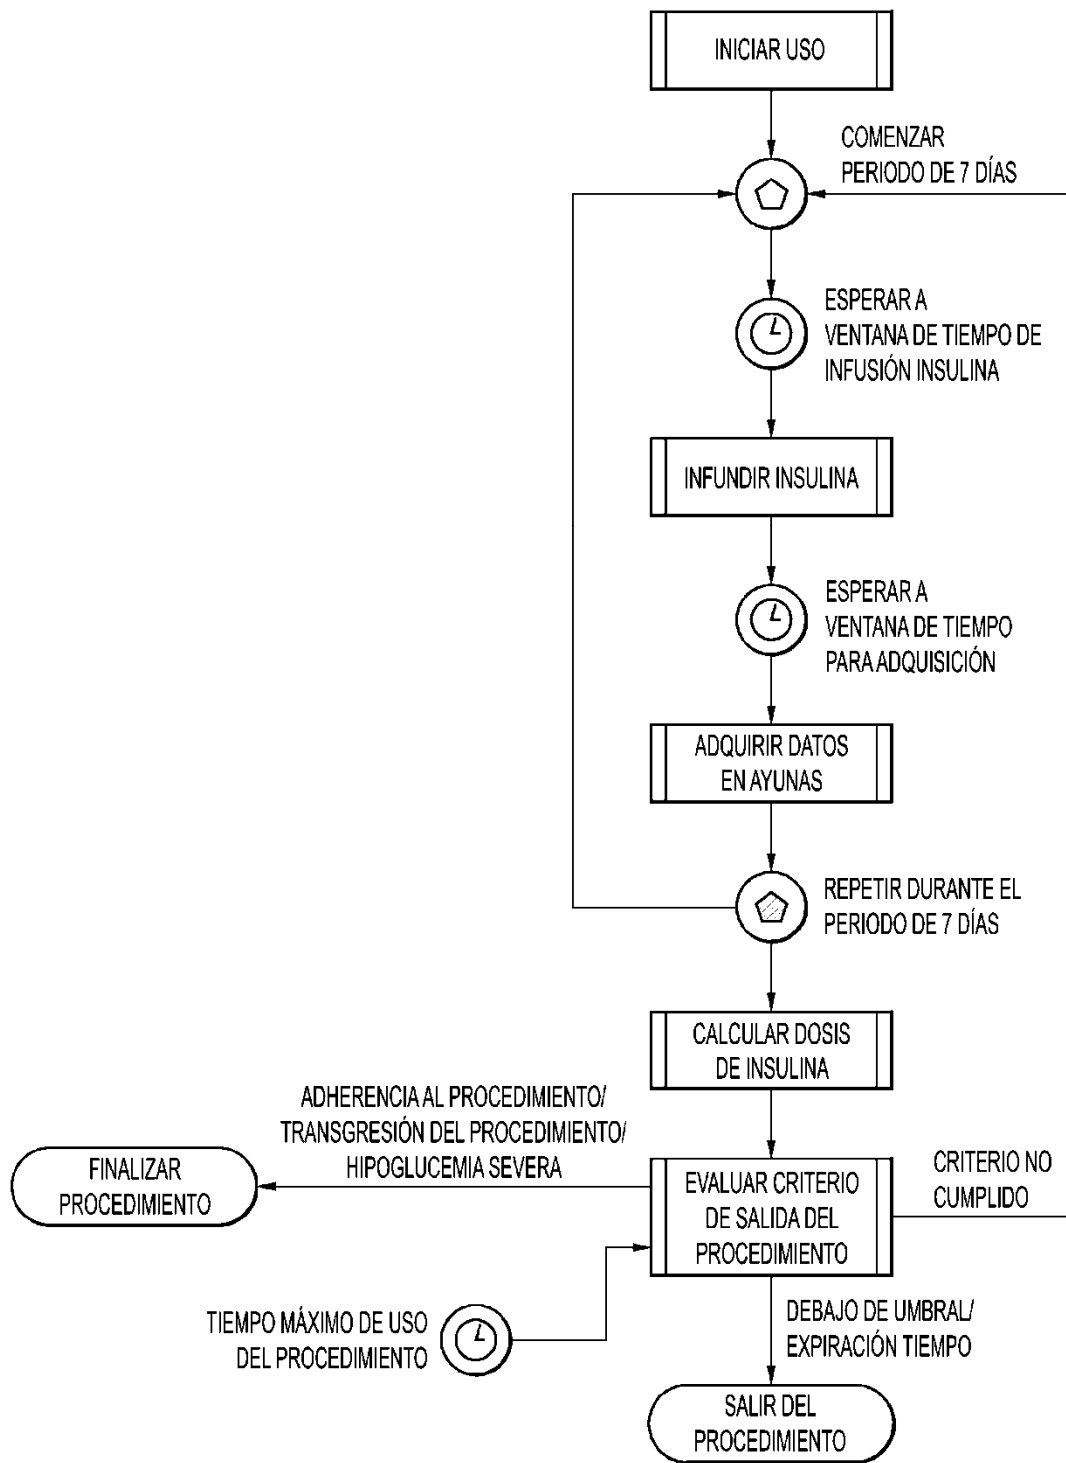 INICIAR USO
COMENZAR
PERIODO DE 7 DÍAS
ESPERAR A
VENTANA DE TIEMPO DE
INFUSIÓN INSULINA
INFUNDIR INSULINA
ESPERAR A
VENTANA DE TIEMPO
PARA ADQUISICIÓN
ADQUIRIR DATOS
EN AYUNAS
REPETIR DURANTE EL
PERIODO DE 7 DÍAS
CALCULAR DOSIS
DE INSULINA
ADHERENCIA AL PROCEDIMIENTO/
TRANSGRESIÓN DEL PROCEDIMIENTO/
HIPOGLUCEMIA SEVERA
FINALIZAR
PROCEDIMIENTO
EVALUAR CRITERIO
DE SALIDA DEL
PROCEDIMIENTO
CRITERIO NO
CUMPLIDO
TIEMPO MÁXIMO DE USO
DEL PROCEDIMIENTO
DEBAJO DE UMBRAL/
EXPIRACIÓN TIEMPO
SALIR DEL
PROCEDIMIENTO